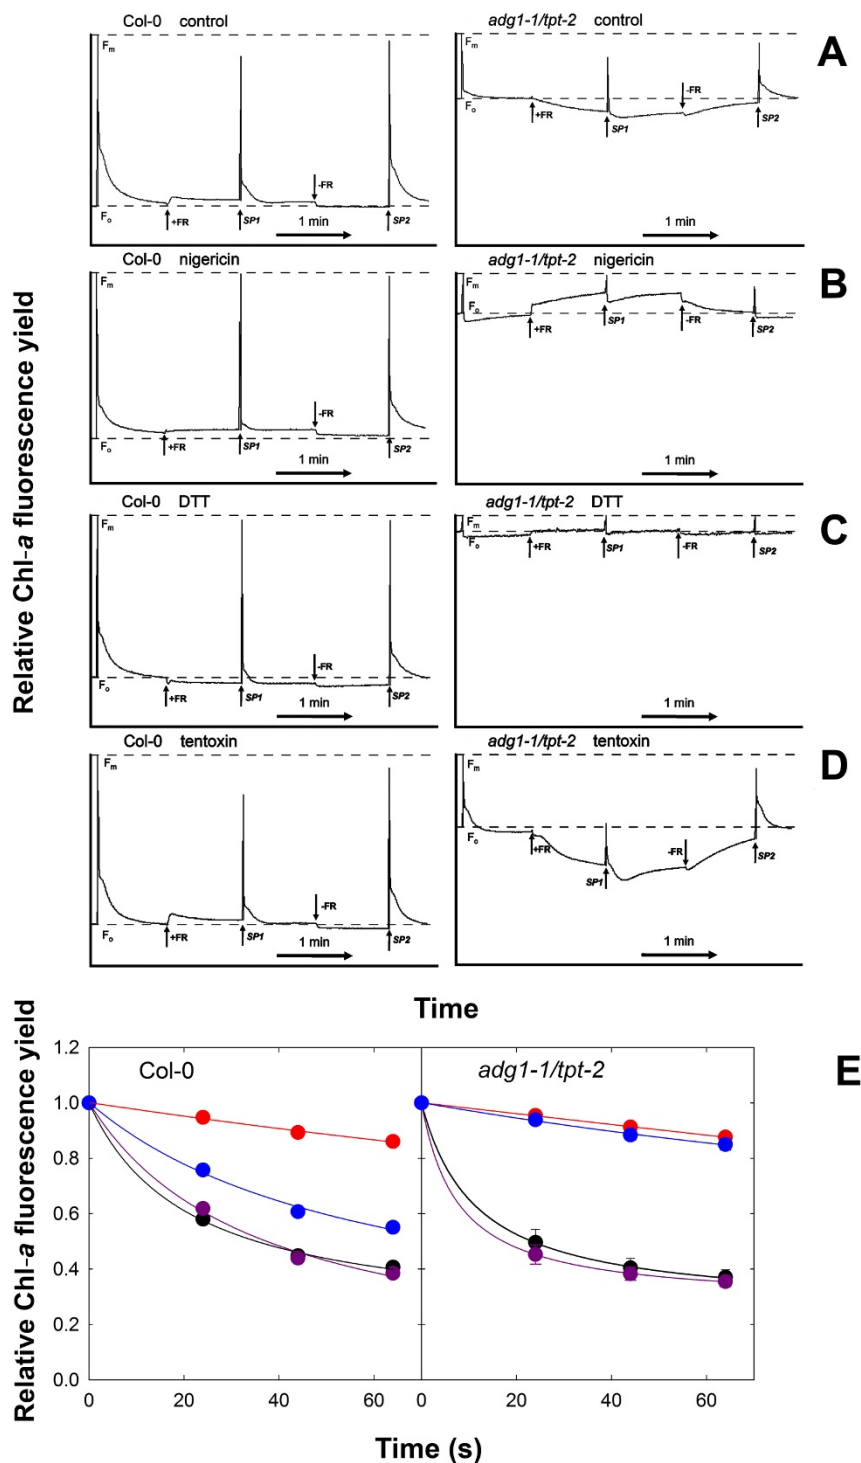 Col-0 control
adg1-1/tpt-2 control
A
Fm
Fo
+FR
SP1
-FR
SP2
1 min
Fm
Fo
+FR
SP1
-FR
SP2
1 min
Col-0 nigericin
adg1-1/tpt-2 nigericin
B
Fm
Fo
+FR
SP1
-FR
SP2
1 min
Fm
Fo
+FR
SP1
-FR
SP2
1 min
Col-0 DTT
adg1-1/tpt-2 DTT
C
Fm
Fo
+FR
SP1
-FR
SP2
1 min
Fm
Fo
+FR
SP1
-FR
SP2
1 min
Col-0 tentoxin
adg1-1/tpt-2 tentoxin
D
Fm
Fo
+FR
SP1
-FR
SP2
1 min
Fm
Fo
+FR
SP1
-FR
SP2
1 min
Relative Chl-a fluorescence yield
Time
E
Col-0
adg1-1/tpt-2
1.2
1.0
0.8
0.6
0.4
0.2
0.0
0 20 40 60 0 20 40 60
Relative Chl-a fluorescence yield
Time (s)